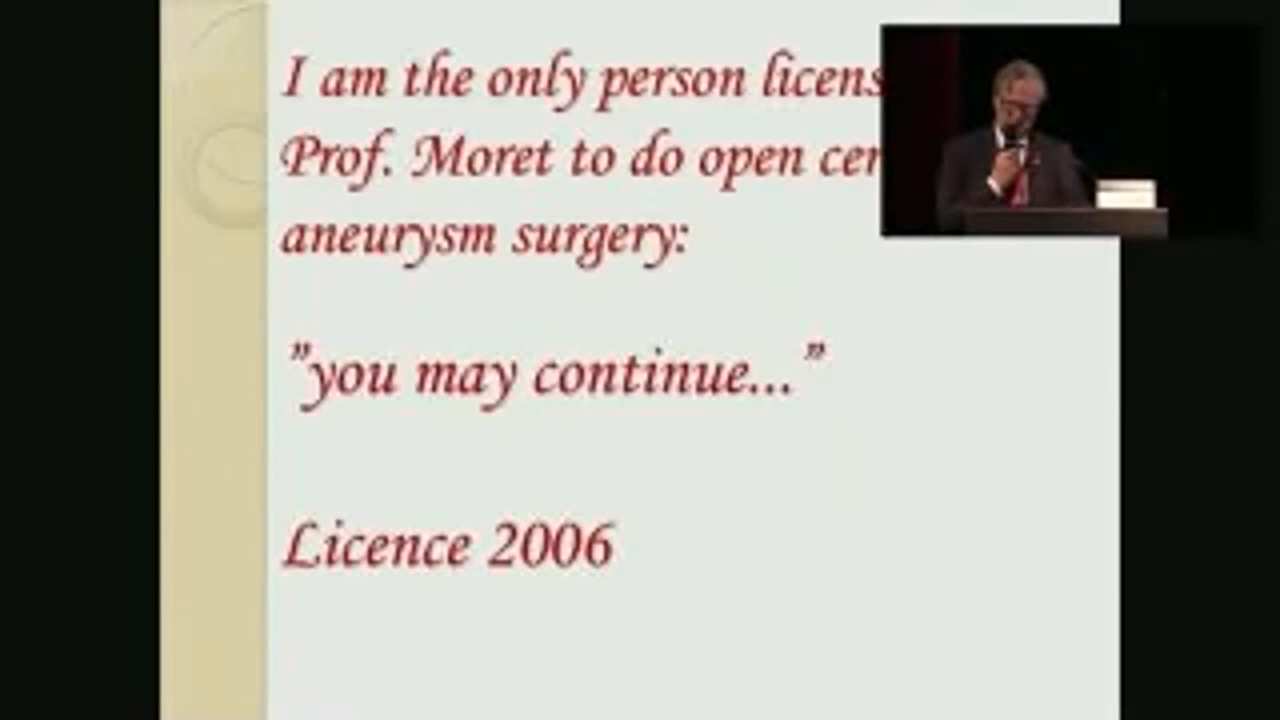 I am the only person licens
Prof. Moret to do open cer
aneurysm surgery:
"you may continue..."
Licence 2006